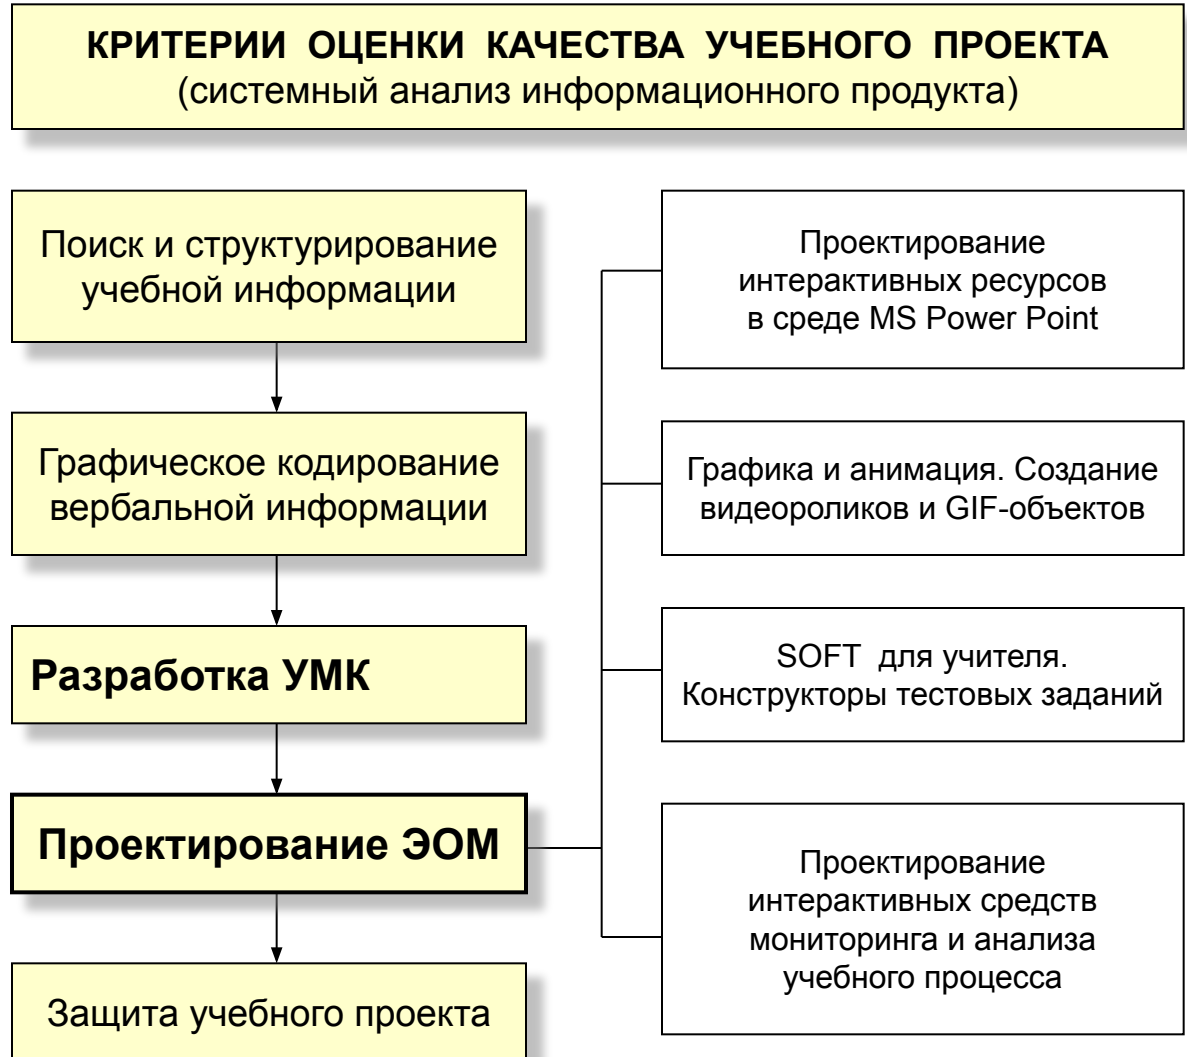 КРИТЕРИИ ОЦЕНКИ КАЧЕСТВА УЧЕБНОГО ПРОЕКТА
(системный анализ информационного продукта)
Поиск и структурирование
учебной информации
Графическое кодирование
вербальной информации
Разработка УМК
Проектирование ЭОМ
Защита учебного проекта
Проектирование
интерактивных ресурсов
в среде MS Power Point
Графика и анимация. Создание
видеороликов и GIF-объектов
SOFT для учителя.
Конструкторы тестовых заданий
Проектирование
интерактивных средств
мониторинга и анализа
учебного процесса